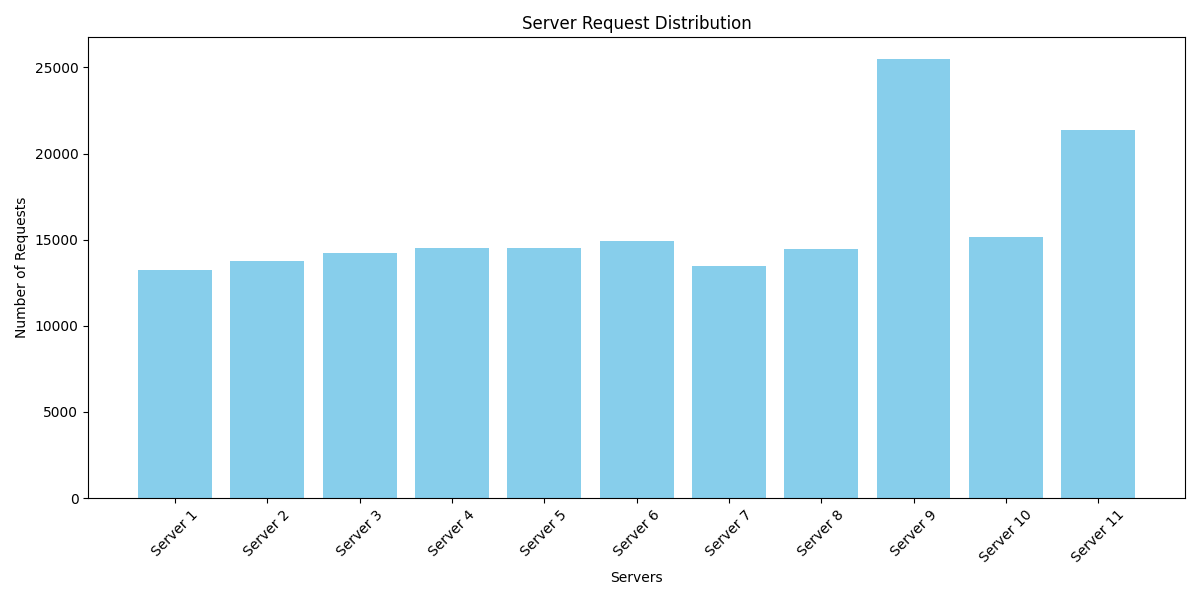 Server Request Distribution
Number of Requests
25000
20000
15000
10000
5000
0
Server 1
Server 2
Server 3
Server 4
Server 5
Server 6
Server 7
Server 8
Server 9
Server 10
Server 11
Servers